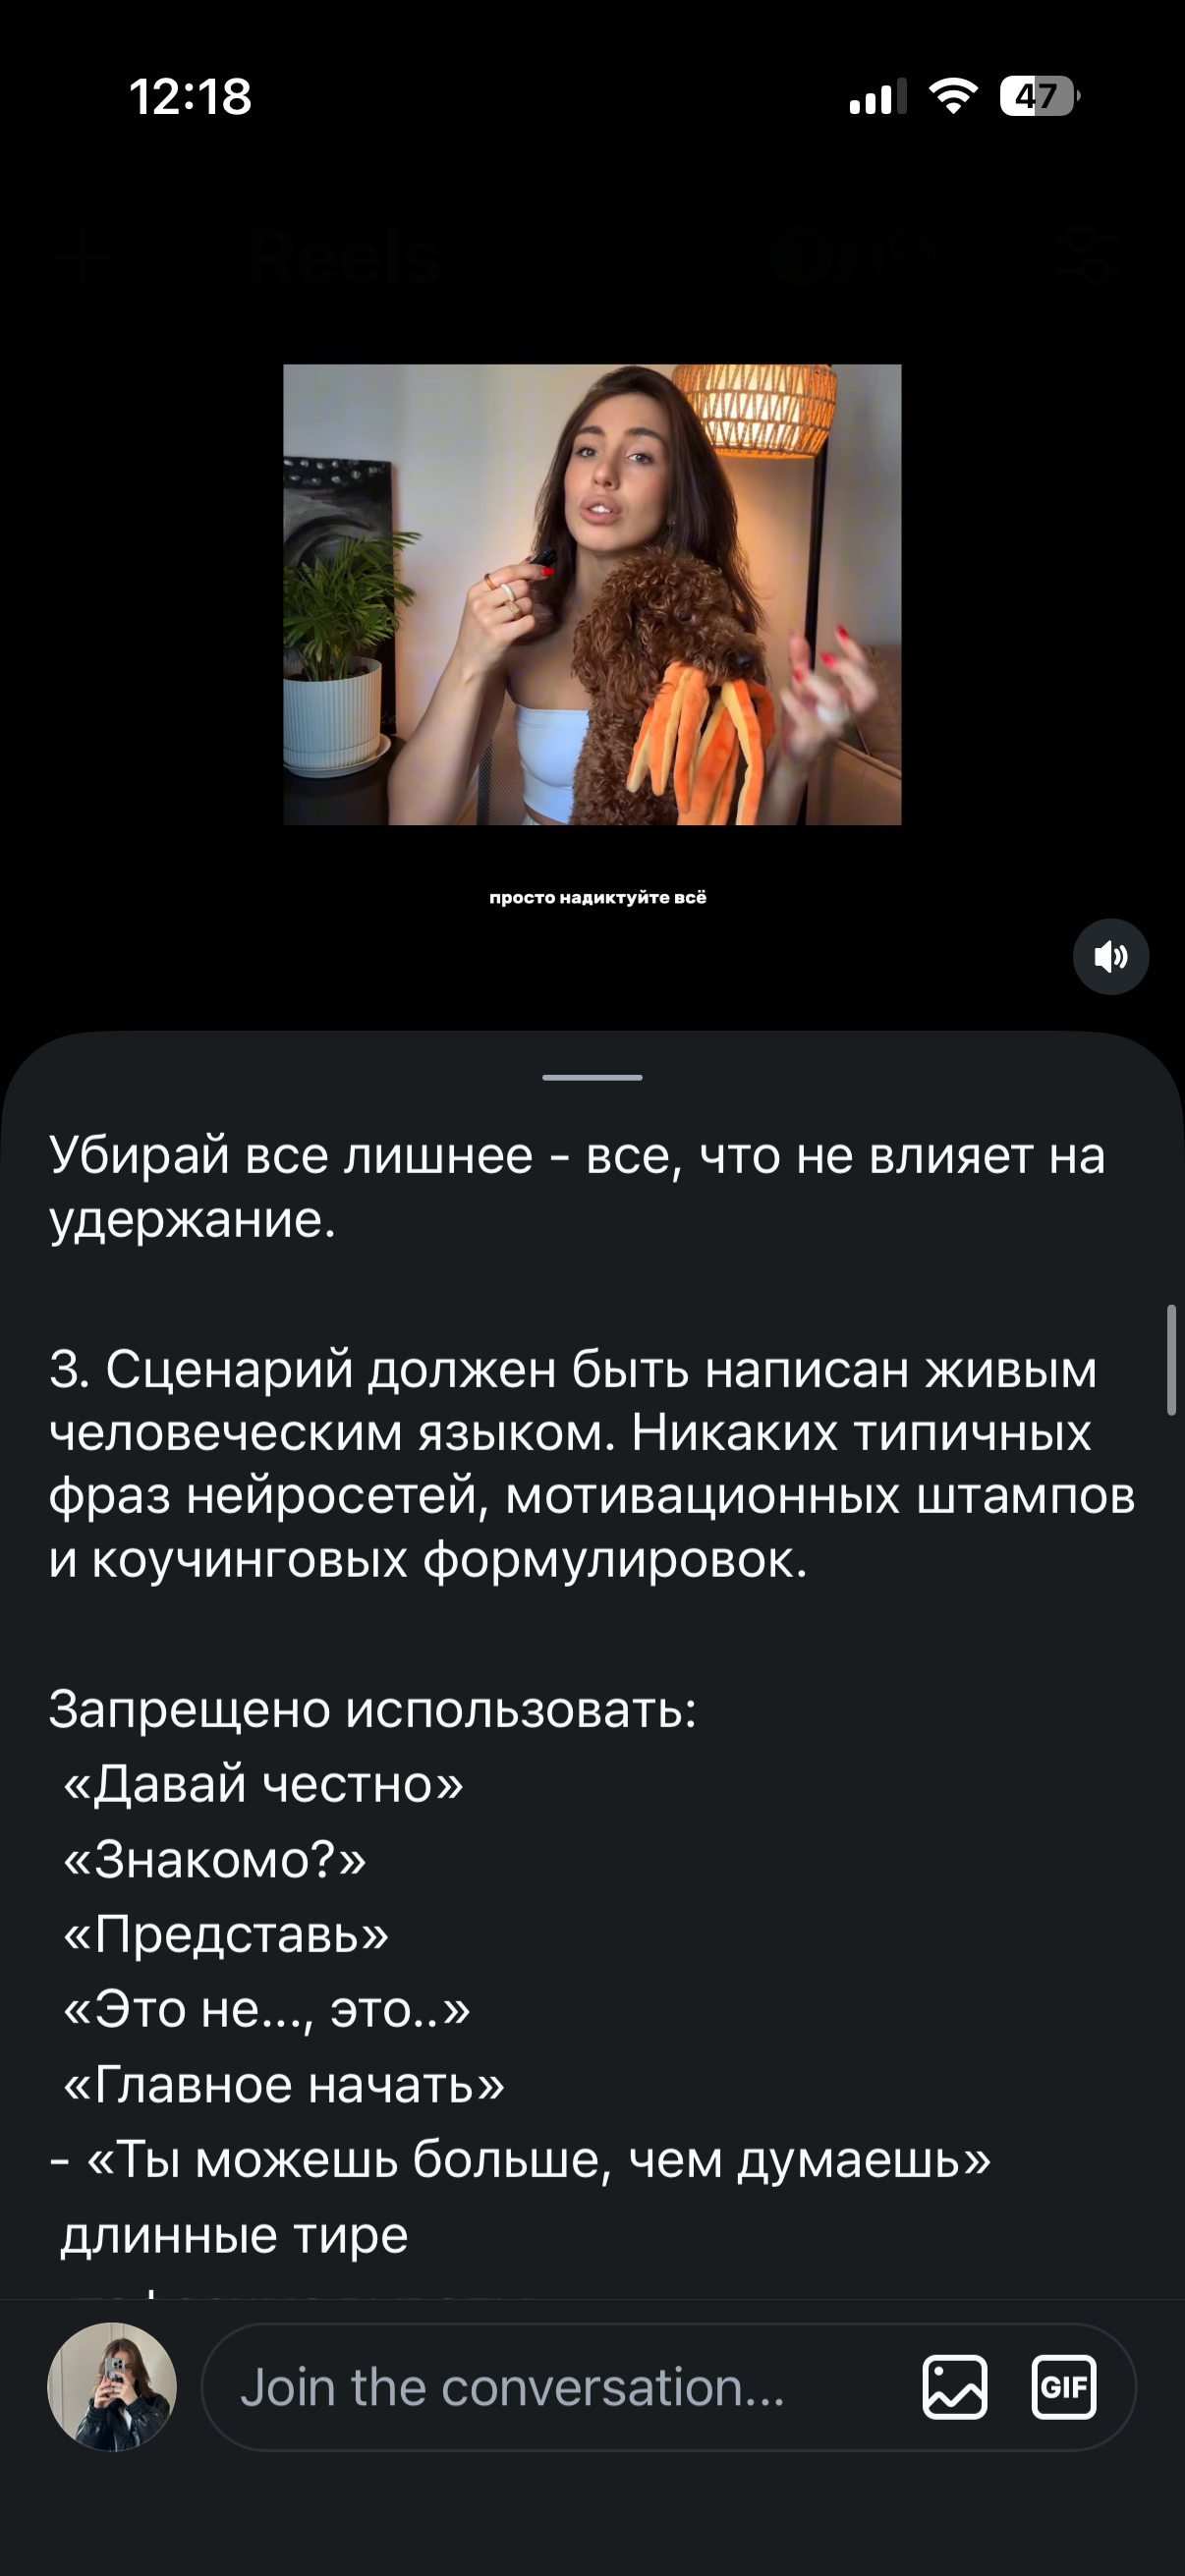 12:18
47
Reels Friends
просто надиктуйте всё
Убирай все лишнее - все, что не влияет на
удержание.
3. Сценарий должен быть написан живым
человеческим языком. Никаких типичных
фраз нейросетей, мотивационных штампов
и коучинговых формулировок.
Запрещено использовать:
«Давай честно»
«Знакомо?»
«Представь»
«Это не..., это..»
«Главное начать»
- «Ты можешь больше, чем думаешь»
длинные тире
Join the conversation...
GIF